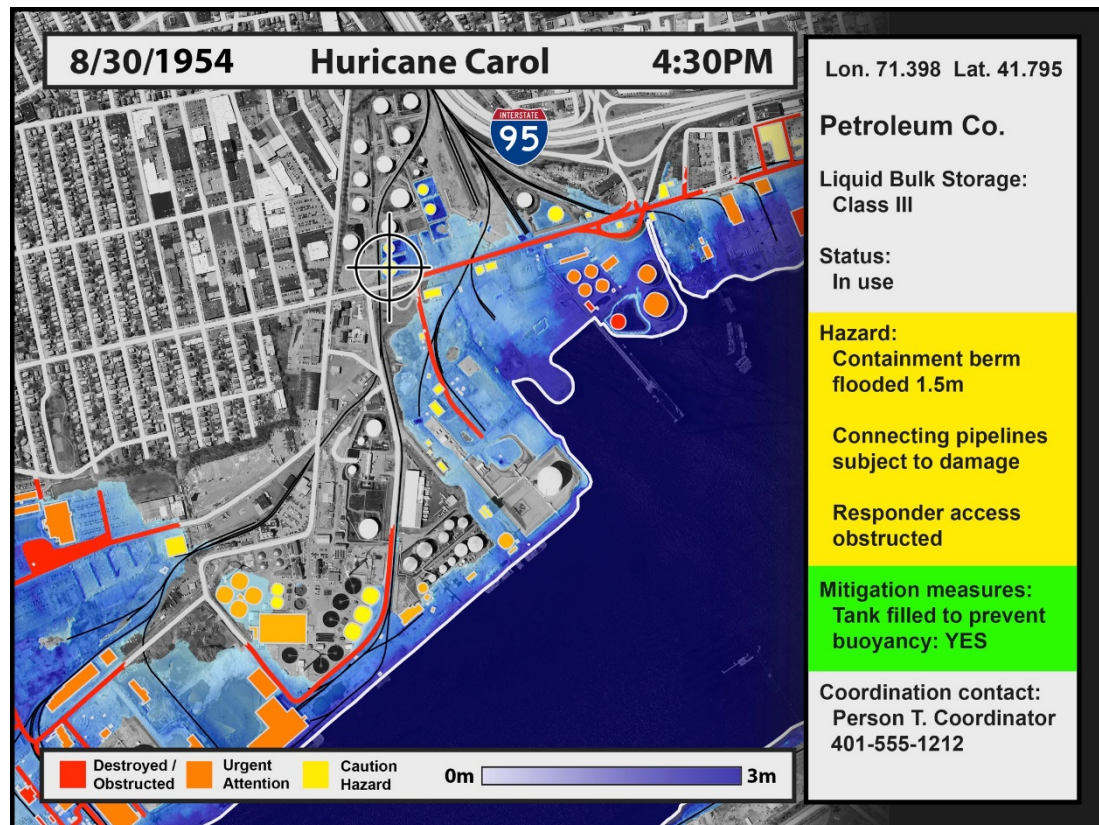 8/30/1954 Huricane Carol 4:30PM
INTERSTATE
95
Lon. 71.398 Lat. 41.795
Petroleum Co.
Liquid Bulk Storage:
Class III
Status:
In use
Hazard:
Containment berm
flooded 1.5m
Connecting pipelines
subject to damage
Responder access
obstructed
Mitigation measures:
Tank filled to prevent
buoyancy: YES
Coordination contact:
Person T. Coordinator
401-555-1212
Destroyed /
Obstructed
Urgent
Attention
Caution
Hazard
0m 3m